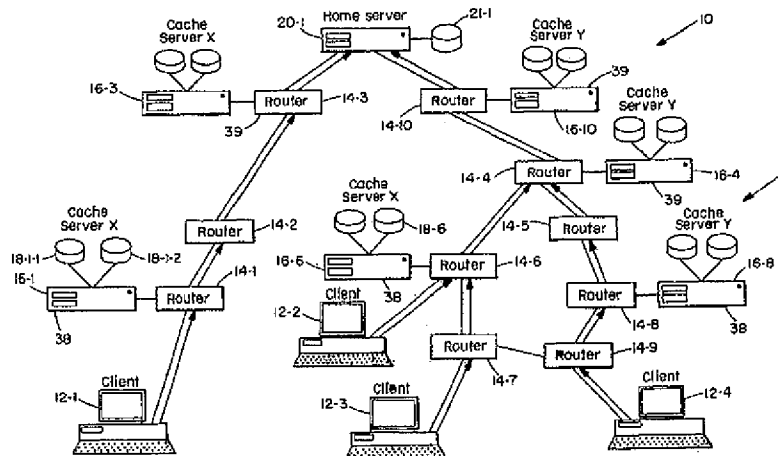 Home server
20-1
21-1
10
Cache
Server X
16-3
39
Router
14-3
Cache
Server Y
39
16-10
Router
14-10
Cache
Server Y
16-4
39
Router
14-4
Router
14-2
Cache
Server X
18-1-1
18-1-2
16-1
38
Router
14-1
Cache
Server X
18-6
16-6
38
Router
14-6
Router
14-5
Cache
Server Y
16-8
38
Router
14-8
Client
12-2
Router
14-7
Router
14-9
Client
12-1
Client
12-3
Client
12-4